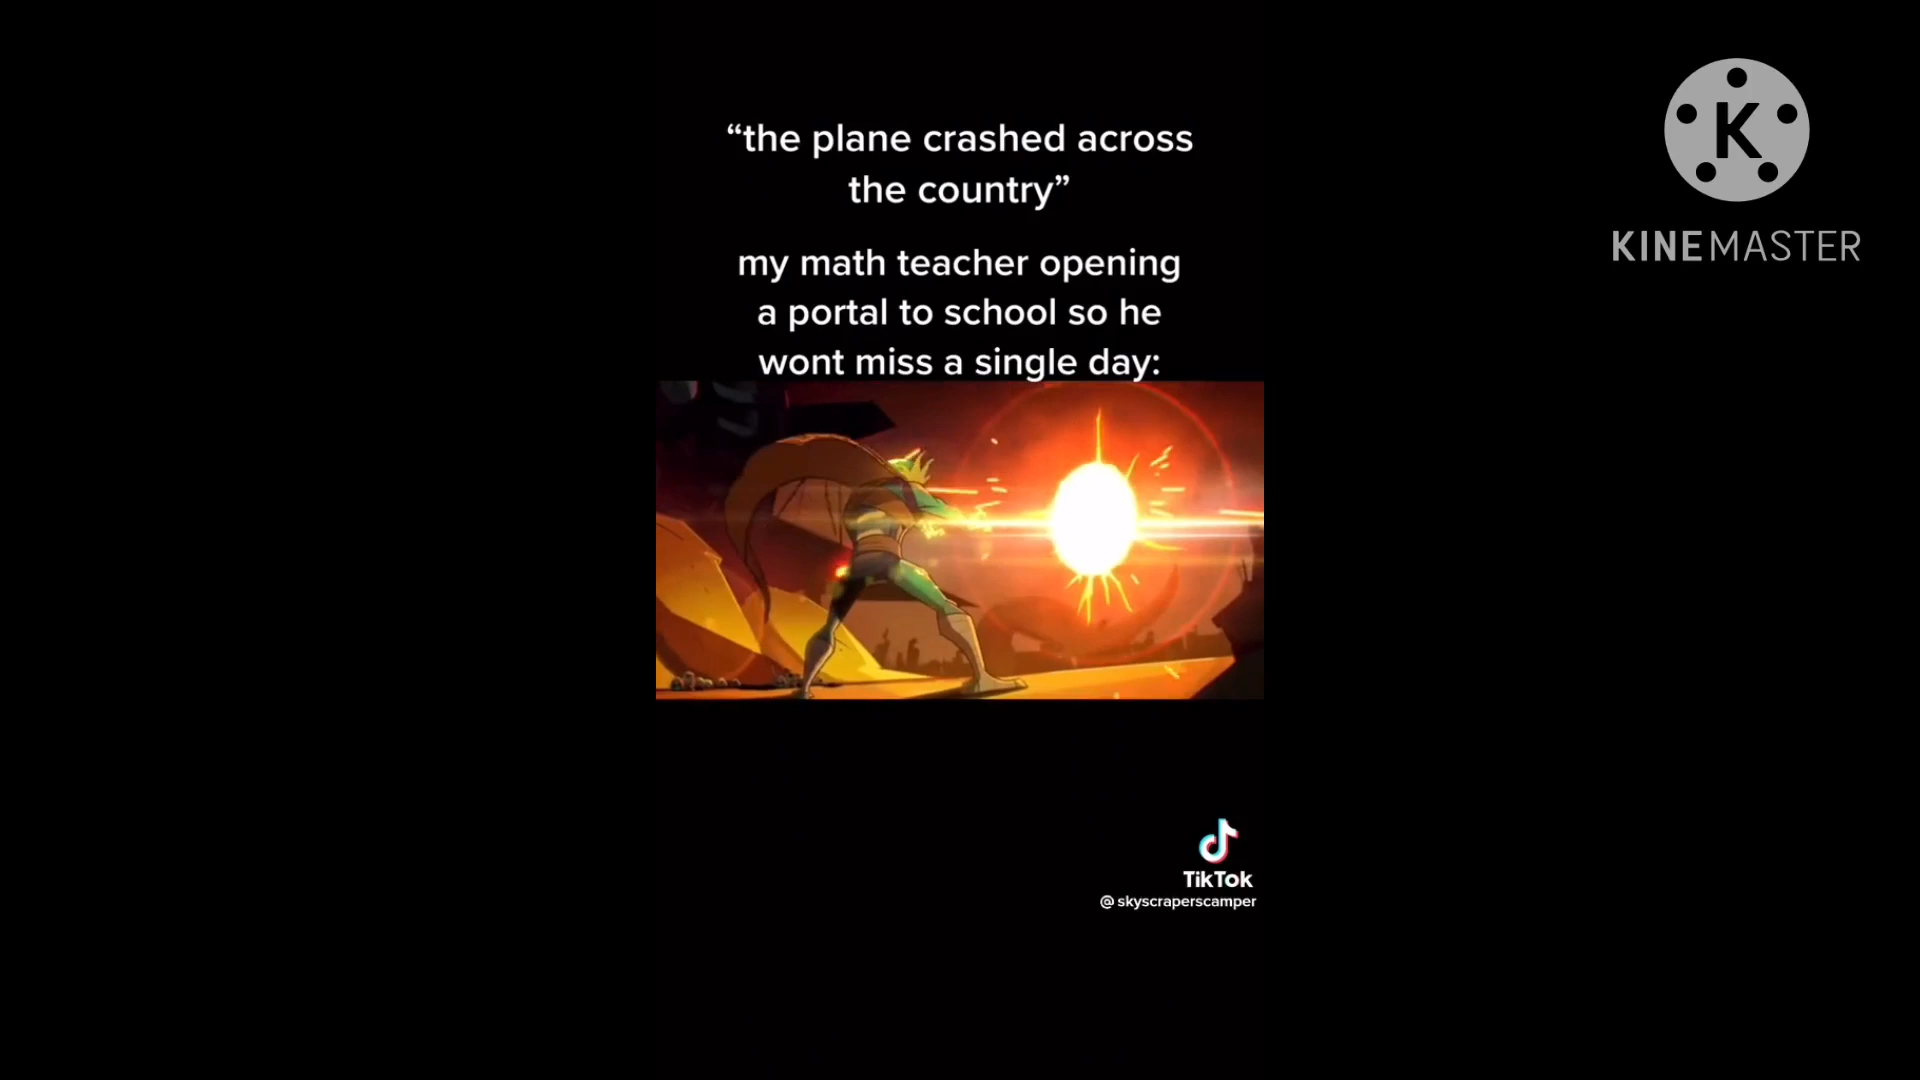 “the plane crashed across
the country”
my math teacher opening
a portal to school so he
wont miss a single day:
K
KINEMASTER
TikTok
@skyscraperscamper